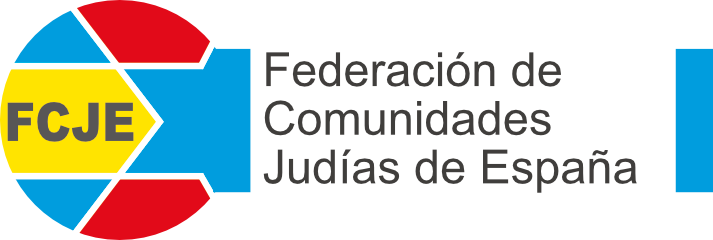 FCJE
Federación de
Comunidades
Judías de España